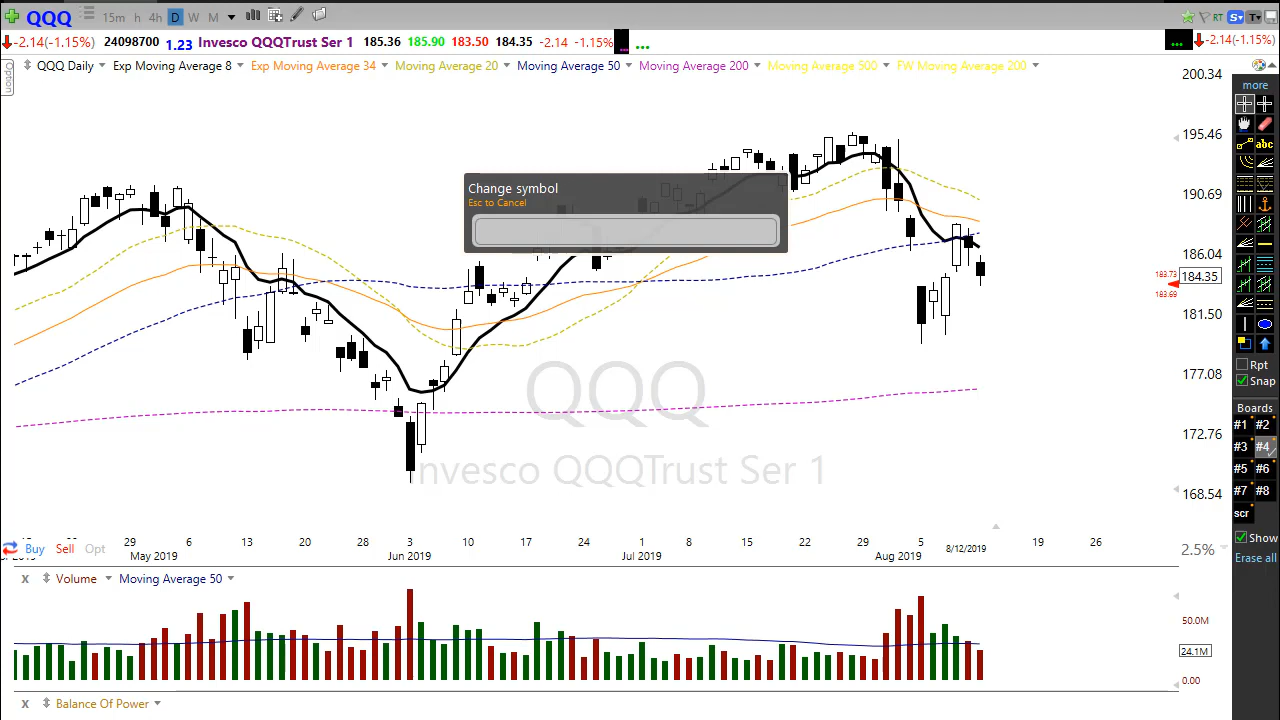 QQQ 15m h 4h D W M RT S T
-2.14(-1.15%) 24098700 1.23 Invesco QQQTrust Ser 1 185.36 185.90 183.50 184.35 -2.14 -1.15% ... ... -2.14(-1.15%)
Option
QQQ Daily Exp Moving Average 8 Exp Moving Average 34 Moving Average 20 Moving Average 50 Moving Average 200 Moving Average 500 FW Moving Average 200
200.34
195.46
190.69
186.04
183.73
184.35
183.69
181.50
177.08
172.76
168.54
Change symbol
Esc to Cancel
QQQ
Invesco QQQTrust Ser 1
29 6 13 20 28 3 10 17 24 1 8 15 22 29 5 19 26
May 2019 Jun 2019 Jul 2019 Aug 2019 8/12/2019
Buy Sell Opt
2.5%
x Volume Moving Average 50
50.0M
24.1M
0.00
x Balance Of Power
more
abc
Rpt
Snap
Boards
#1 #2
#3 #4
#5 #6
#7 #8
scr
Show
Erase all